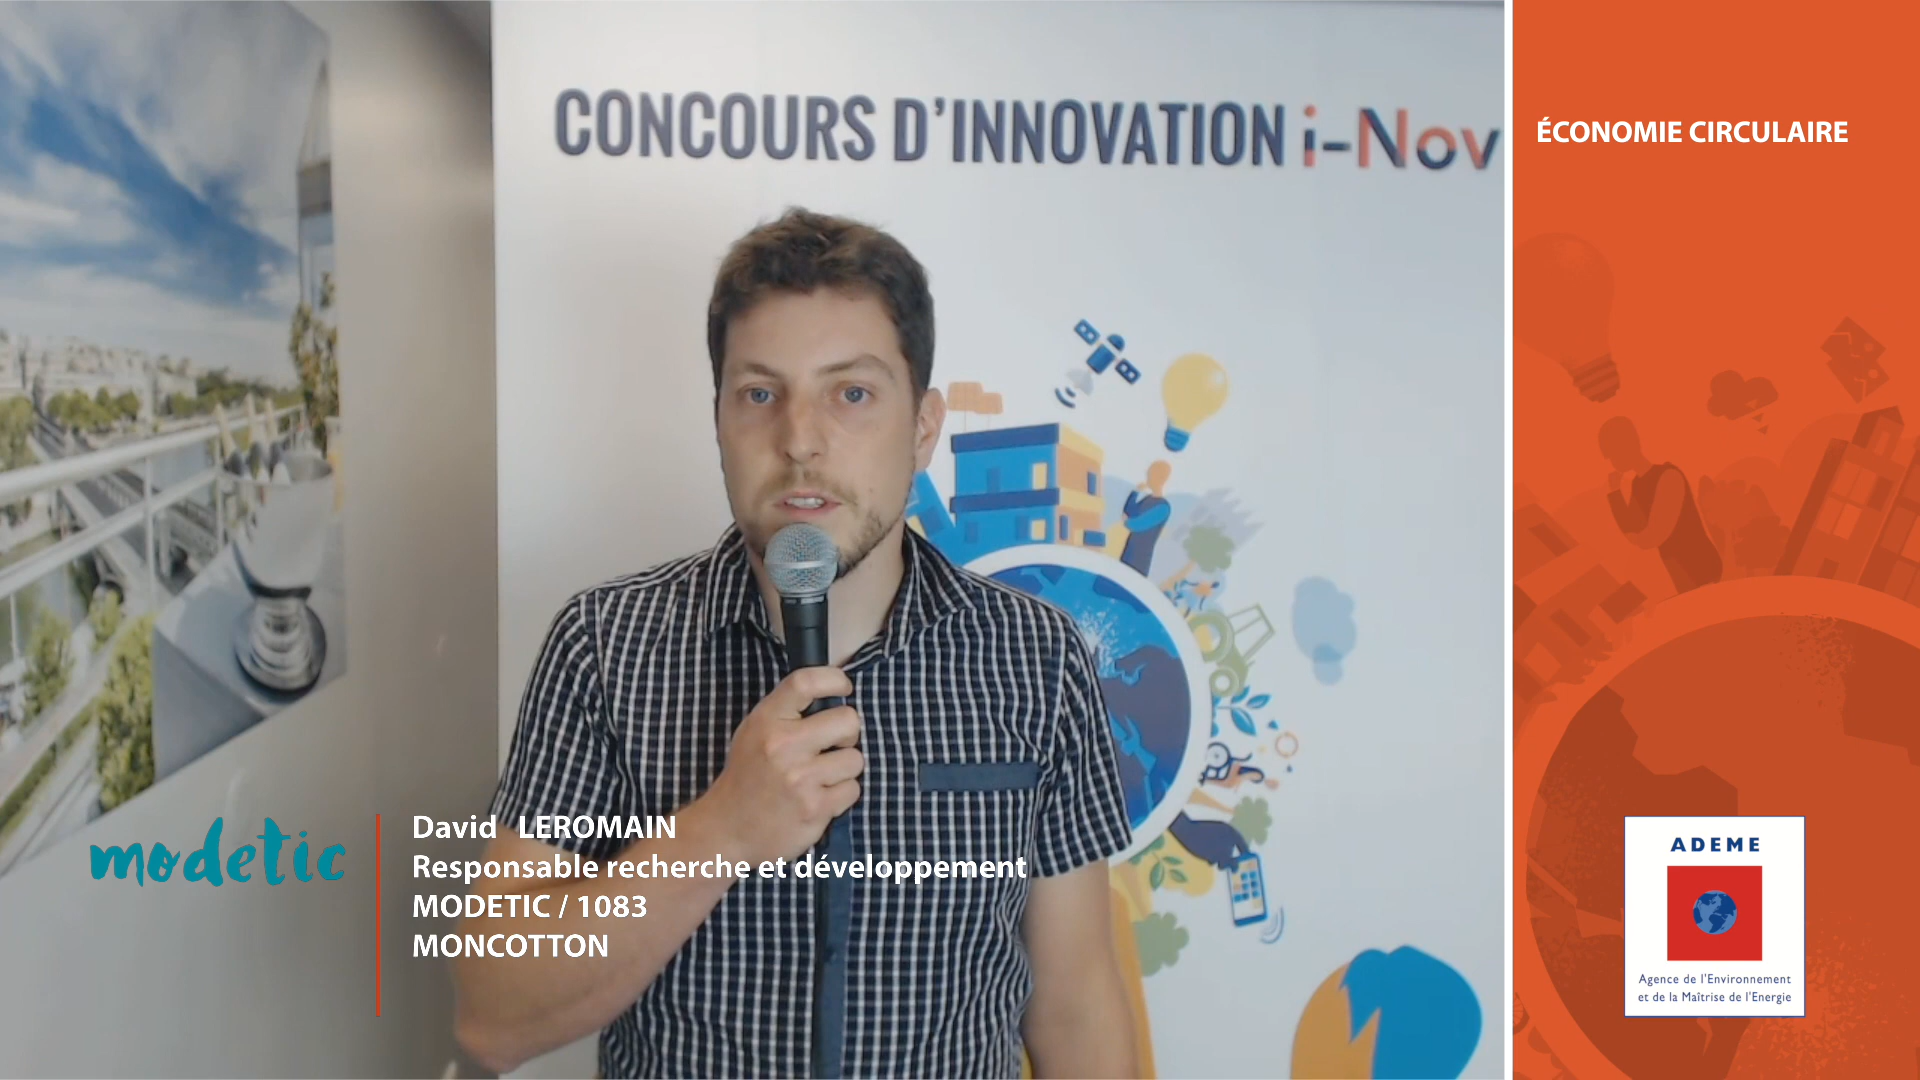 CONCOURS D'INNOVATION i-Nov
ÉCONOMIE CIRCULAIRE
modetic
David LEROMAIN
Responsable recherche et développement
MODETIC / 1083
MONCOTTON
ADEME
Agence de l'Environnement
et de la Maîtrise de l'Energie